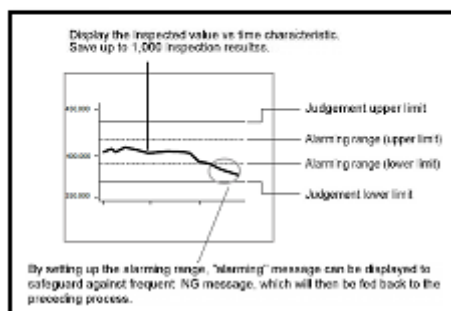 Display the Inspected value vs time characteristic.
Save up to 1,000 Inspection resultss.
Judgement upper limit
Alarming range (upper limit)
Alarming range (lower limit)
Judgement lower limit
By setting up the alarming range, "alarming" message can be displayed to
safeguard against frequent NG message, which will then be fed back to the
preceding process.